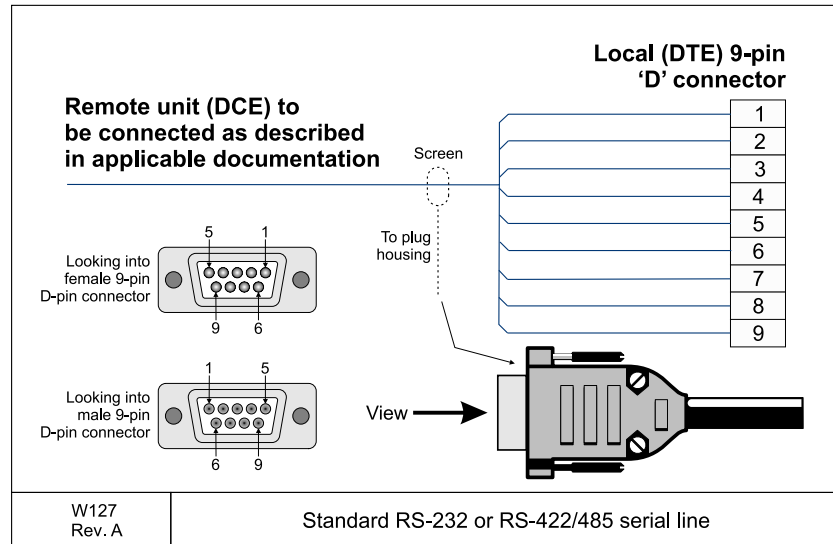 Local (DTE) 9-pin
‘D’ connector
Remote unit (DCE) to
be connected as described
in applicable documentation
Screen
1
2
3
4
5
6
7
8
9
To plug
housing
5 1
Looking into
female 9-pin
D-pin connector
9 6
1 5
Looking into
male 9-pin
D-pin connector
6 9
View
W127
Rev. A
Standard RS-232 or RS-422/485 serial line